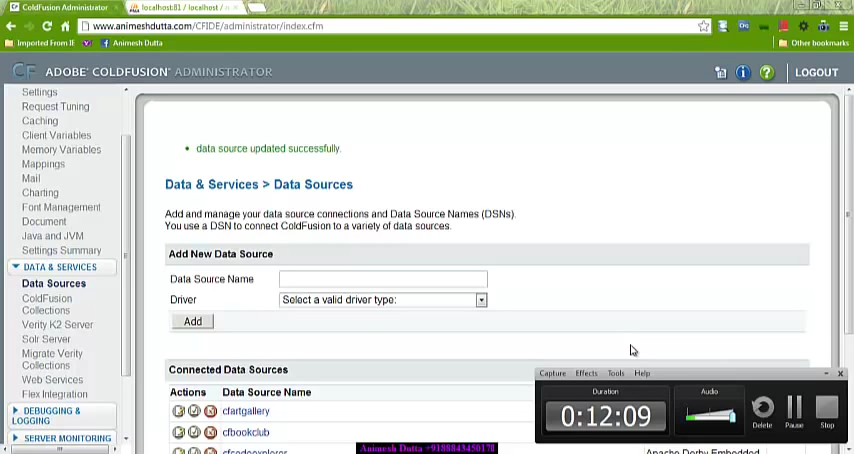 ColdFusion Administrator
localhost:81 / localhost /
www.animeshdutta.com/CFIDE/administrator/index.cfm
Imported From IE
Animesh Dutta
Other bookmarks
CF ADOBE® COLDFUSION® ADMINISTRATOR
LOGOUT
Settings
Request Tuning
Caching
Client Variables
Memory Variables
Mappings
Mail
Charting
Font Management
Document
Java and JVM
Settings Summary
DATA & SERVICES
Data Sources
ColdFusion
Collections
Verity K2 Server
Solr Server
Migrate Verity
Collections
Web Services
Flex Integration
DEBUGGING &
LOGGING
SERVER MONITORING
data source updated successfully.
Data & Services > Data Sources
Add and manage your data source connections and Data Source Names (DSNs).
You use a DSN to connect ColdFusion to a variety of data sources.
Add New Data Source
Data Source Name
Driver
Select a valid driver type:
Add
Connected Data Sources
Actions Data Source Name
cfartgallery
cfbookclub
cfcodeexplorer
Apache Derby Embedded
Capture Effects Tools Help
Duration
0:12:09
Audio
Delete
Pause
Stop
Animesh Dutta +9188843450178